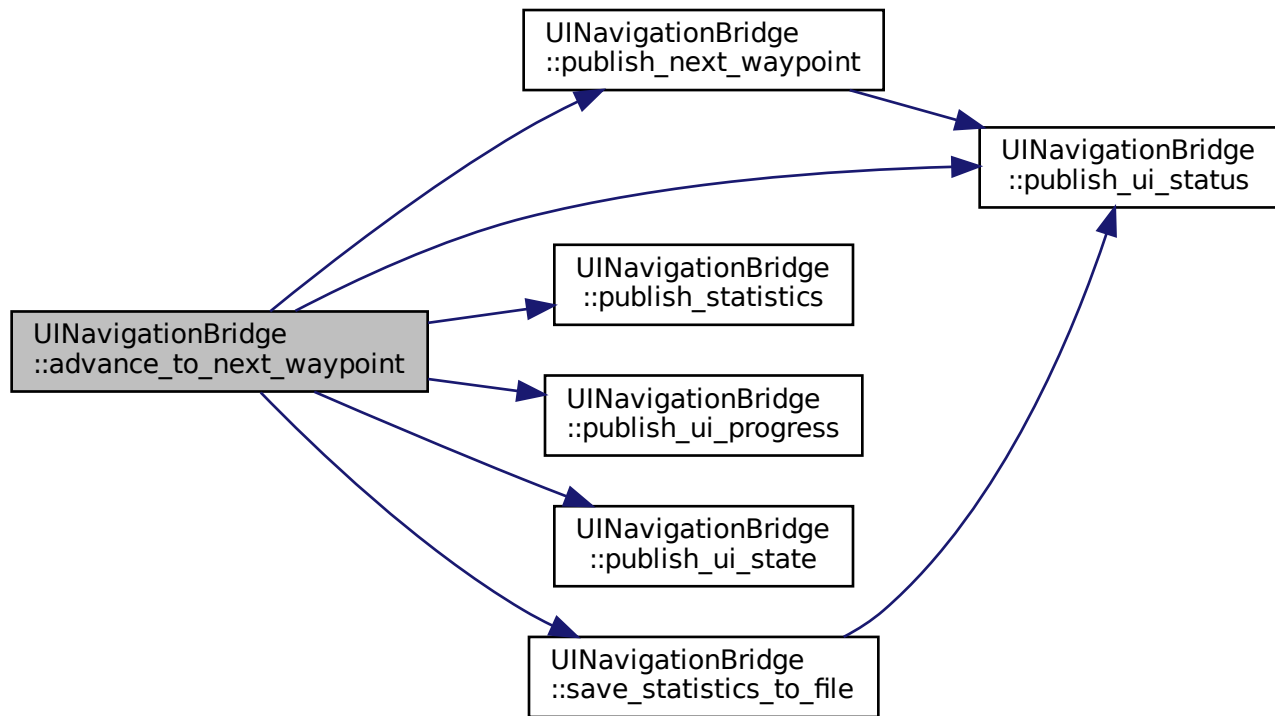 UINavigationBridge
::advance_to_next_waypoint
UINavigationBridge
::publish_next_waypoint
UINavigationBridge
::publish_ui_status
UINavigationBridge
::publish_statistics
UINavigationBridge
::publish_ui_progress
UINavigationBridge
::publish_ui_state
UINavigationBridge
::save_statistics_to_file